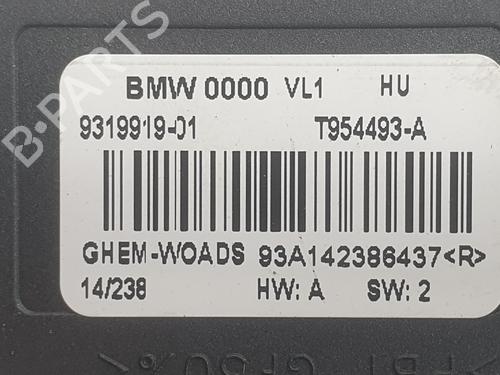 BMW 0000 VL1 HU
9319919-01 T954493-A
GHEM-WOADS 93A142386437<R>
14/238 HW: A SW: 2
B-PARTS